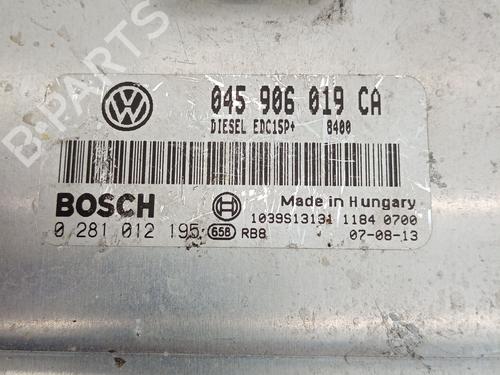 B-PARTS
VW 045 906 019 CA
DIESEL EDC15P+ 8400
BOSCH
Made in Hungary
1039S13131 1184 0700
0 281 012 195 658 RB8 07-08-13